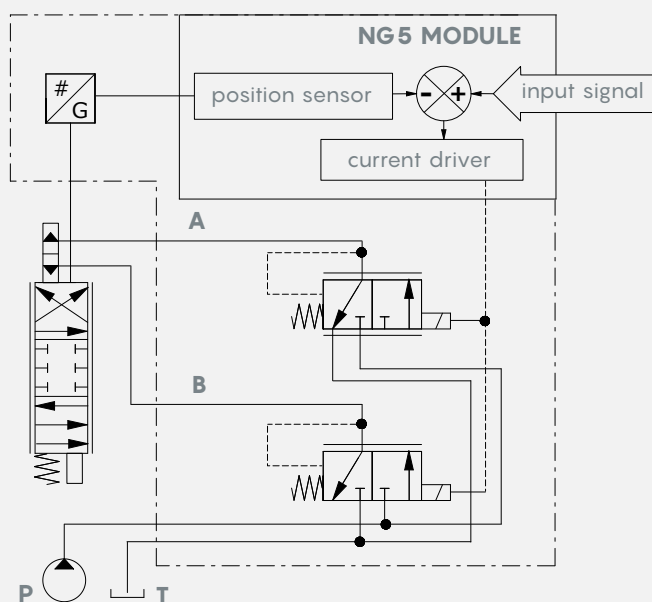 NG5 MODULE
#
G
position sensor
- +
input signal
current driver
A
B
P
T